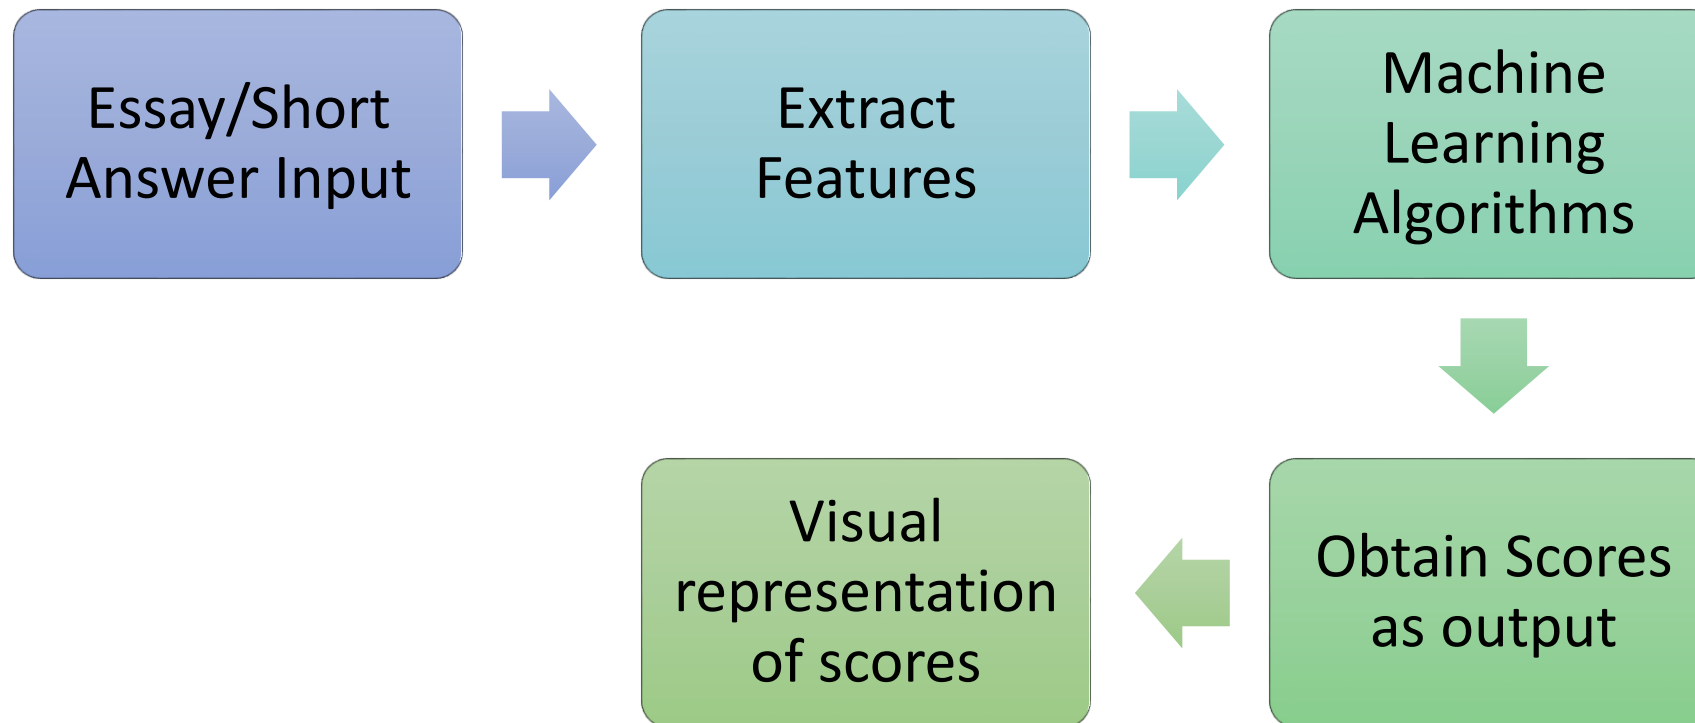 Essay/Short
Answer Input
Extract
Features
Machine
Learning
Algorithms
Obtain Scores
as output
Visual
representation
of scores